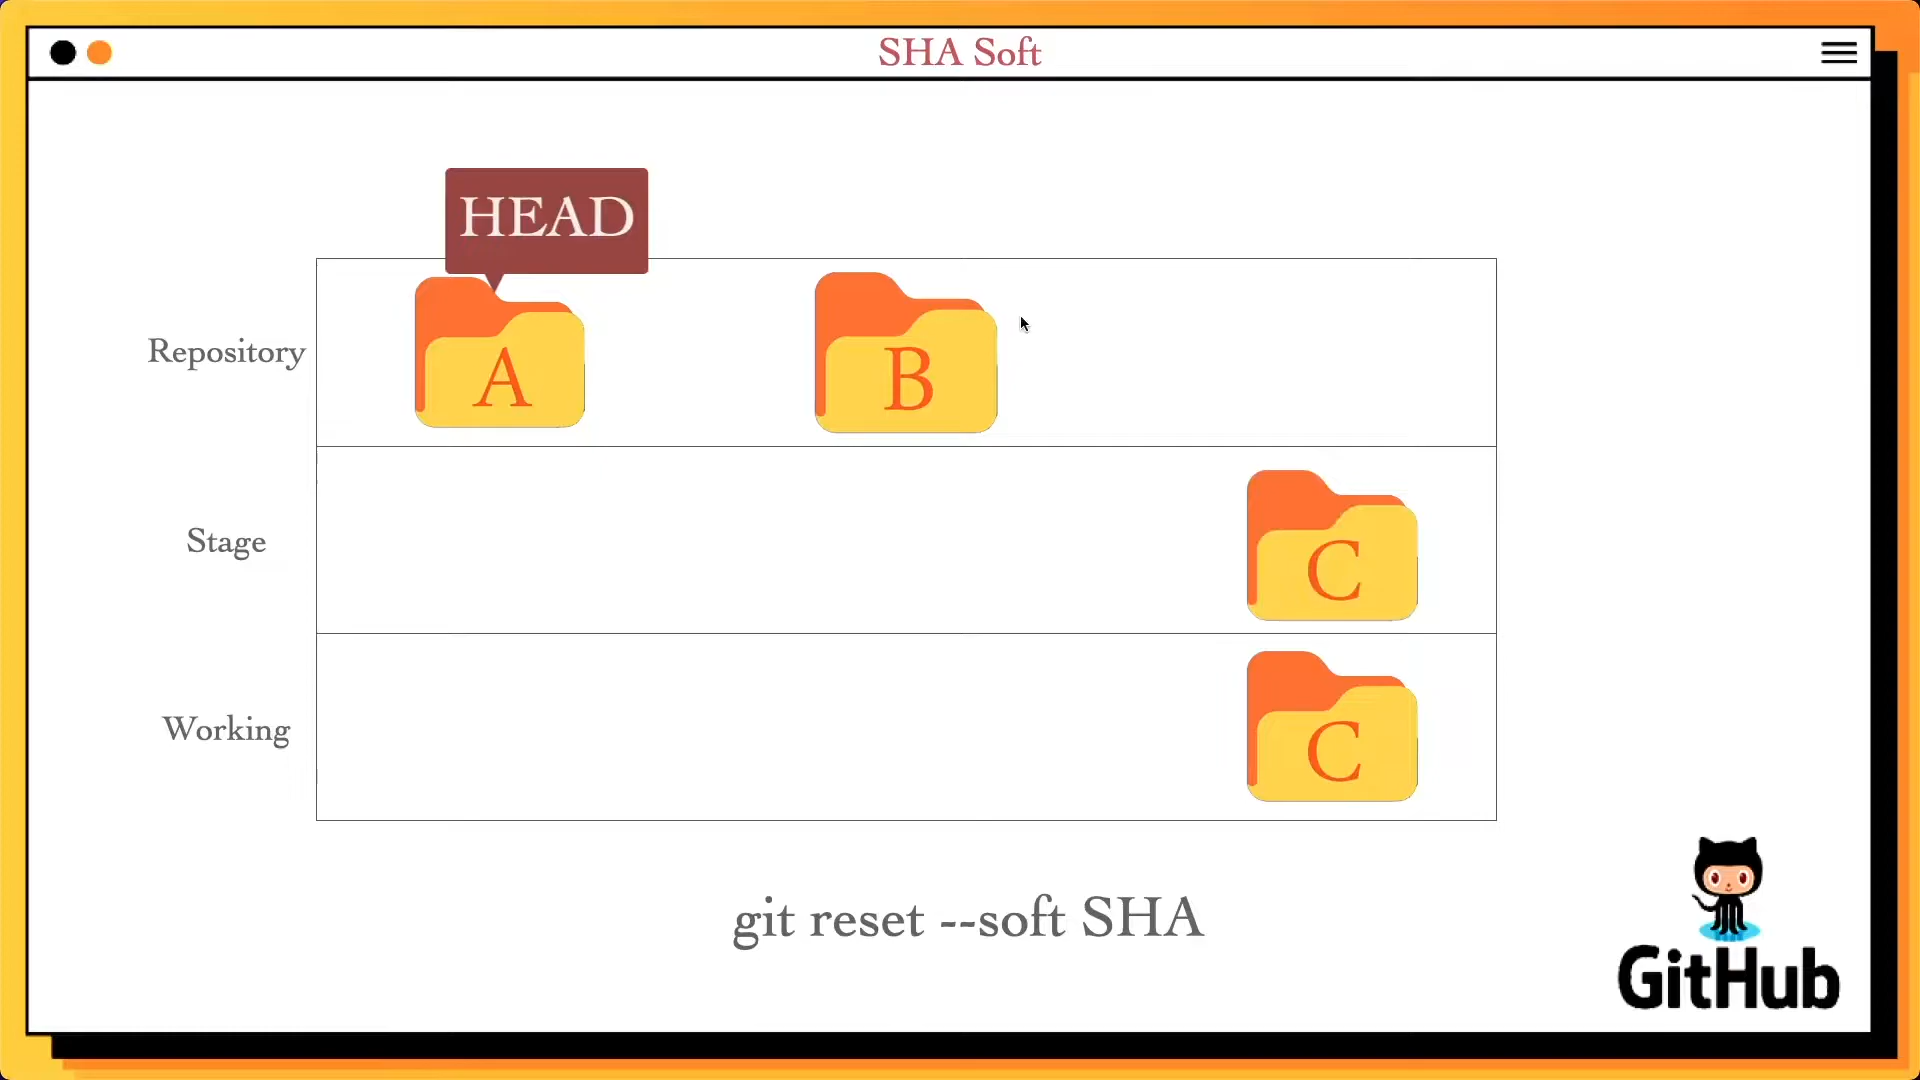 SHA Soft
HEAD
Repository
A
B
Stage
C
Working
C
git reset --soft SHA
GitHub